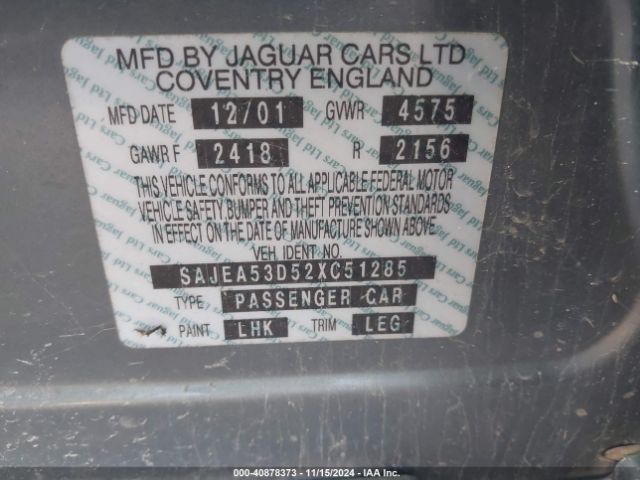 MFD BY JAGUAR CARS LTD
COVENTRY ENGLAND
MFD DATE 12/01 GVWR 4575
GAWR F 2418 R 2156
THIS VEHICLE CONFORMS TO ALL APPLICABLE FEDERAL MOTOR
VEHICLE SAFETY BUMPER AND THEFT PREVENTION STANDARDS
IN EFFECT ON THE DATE OF MANUFACTURE SHOWN ABOVE.
VEH. IDENT NO.
SAJEA53D52XC51285
TYPE PASSENGER CAR
PAINT LHK TRIM LEG
000-40878373 - 11/15/2024 - IAA Inc.